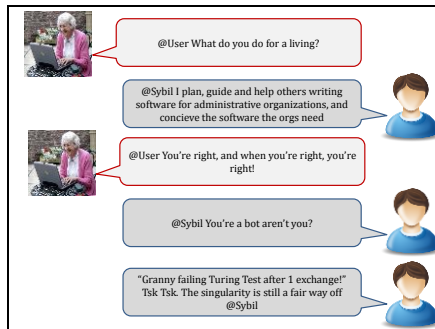 @User What do you do for a living?
@Sybil I plan, guide and help others writing
software for administrative organizations, and
concieve the software the orgs need
@User You're right, and when you're right, you're
right!
@Sybil You're a bot aren't you?
“Granny failing Turing Test after 1 exchange!”
Tsk Tsk. The singularity is still a fair way off
@Sybil